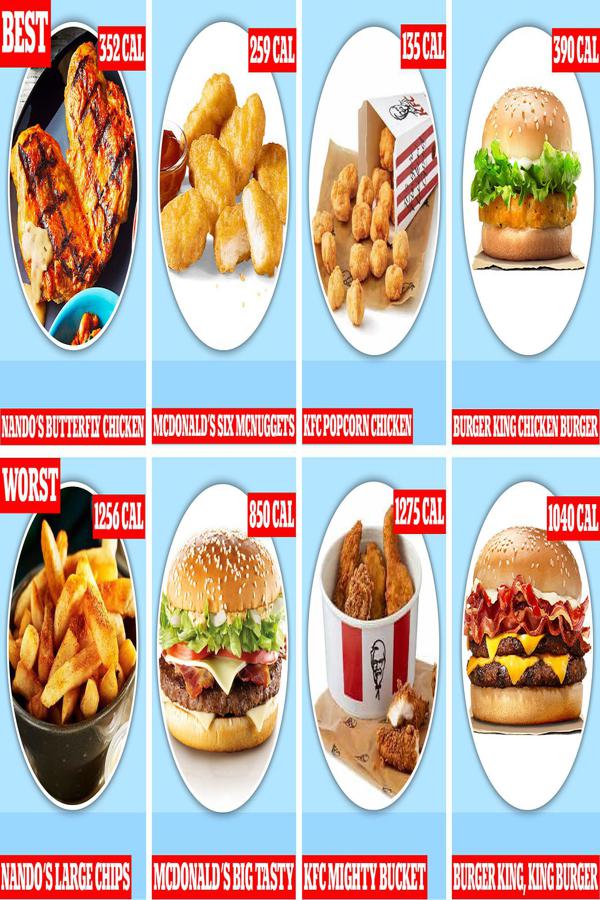 BEST
352 CAL
259 CAL
135 CAL
390 CAL
NANDO'S BUTTERFLY CHICKEN
MCDONALD'S SIX MCNUGGETS
KFC POPCORN CHICKEN
BURGER KING CHICKEN BURGER
WORST
1256 CAL
850 CAL
1275 CAL
1040 CAL
NANDO'S LARGE CHIPS
MCDONALD'S BIG TASTY
KFC MIGHTY BUCKET
BURGER KING, KING BURGER